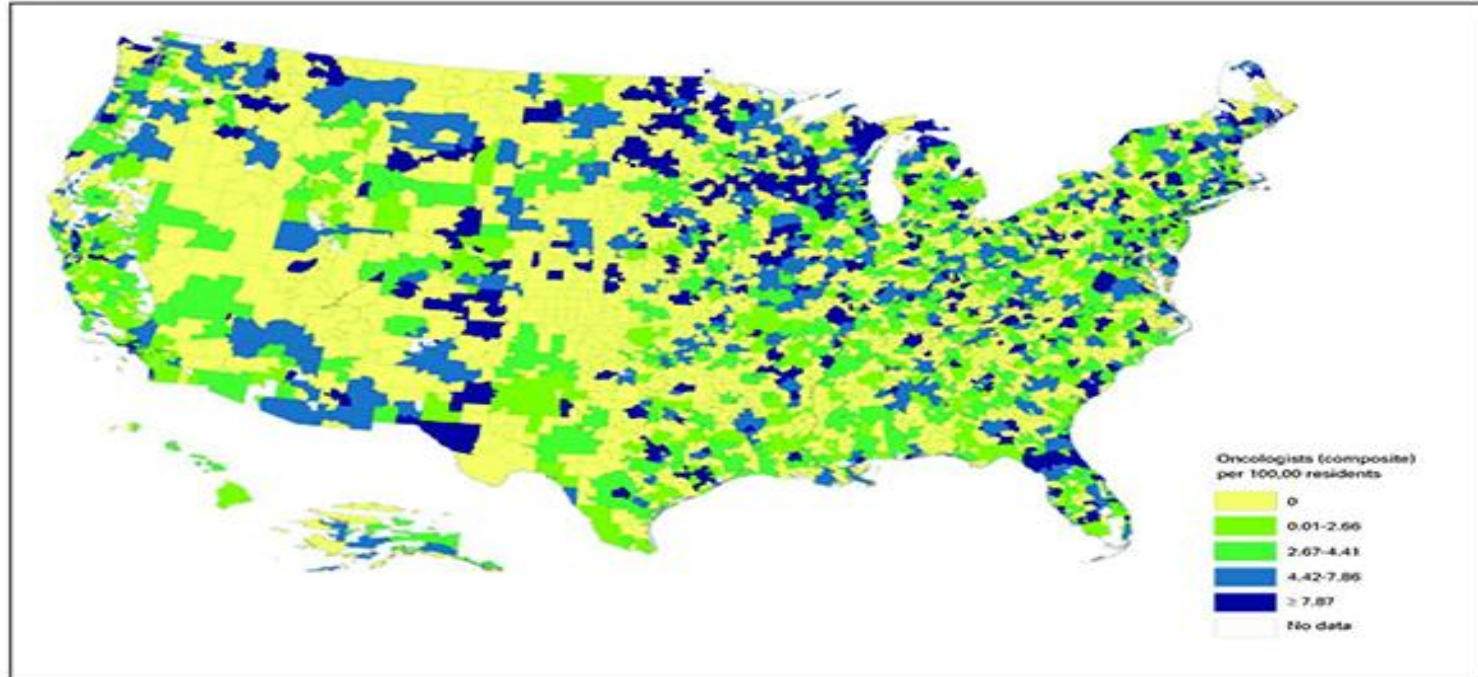 Oncologists (composite)
per 100,00 residents
0
0.01-2.66
2.67-4.41
4.42-7.86
≥ 7.87
No data